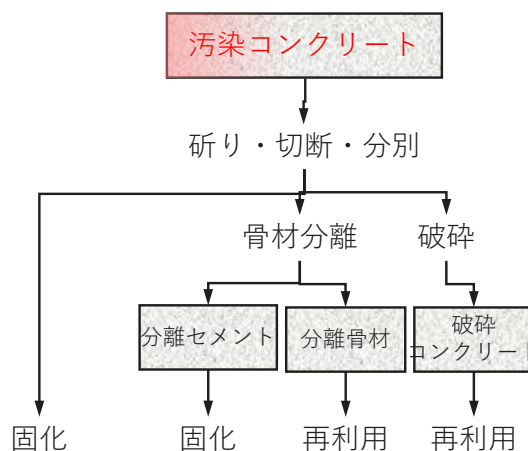 汚染コンクリート
斫り・切断・分別
骨材分離
破砕
分離セメント
分離骨材
破砕
コンクリート
固化
固化
再利用
再利用